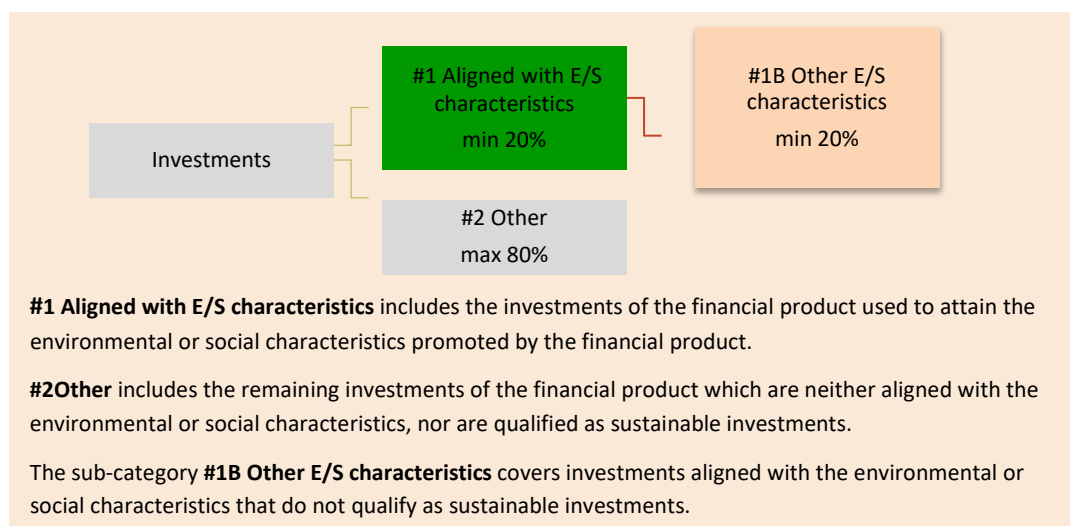 #1 Aligned with E/S
characteristics
min 20%
#1B Other E/S
characteristics
min 20%
Investments
#2 Other
max 80%
#1 Aligned with E/S characteristics includes the investments of the financial product used to attain the
environmental or social characteristics promoted by the financial product.
#2Other includes the remaining investments of the financial product which are neither aligned with the
environmental or social characteristics, nor are qualified as sustainable investments.
The sub-category #1B Other E/S characteristics covers investments aligned with the environmental or
social characteristics that do not qualify as sustainable investments.